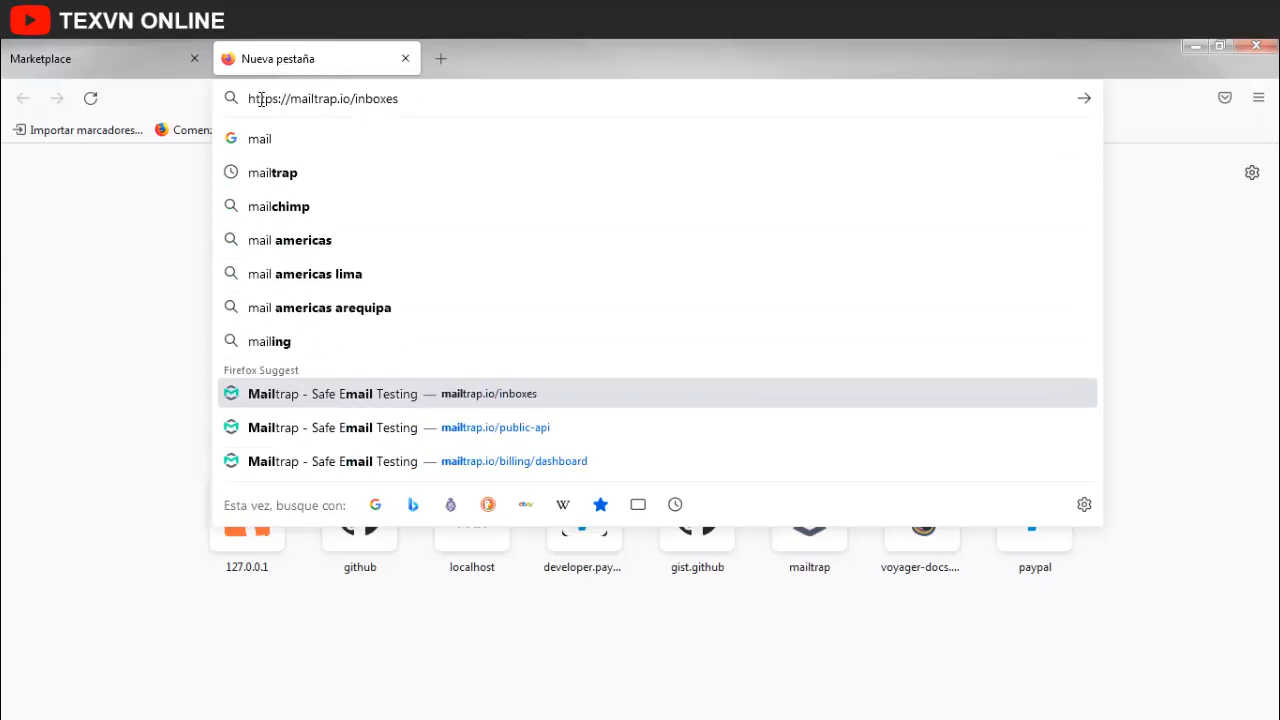 TEXVN ONLINE
Marketplace
Nueva pestaña
https://mailtrap.io/inboxes
Importar marcadores...
Comenz
mail
mailtrap
mailchimp
mail americas
mail americas lima
mail americas arequipa
mailing
Firefox Suggest
Mailtrap - Safe Email Testing — mailtrap.io/inboxes
Mailtrap - Safe Email Testing — mailtrap.io/public-api
Mailtrap - Safe Email Testing — mailtrap.io/billing/dashboard
Esta vez, busque con:
ebay W
127.0.0.1 github localhost developer.pay... gist.github mailtrap voyager-docs.... paypal